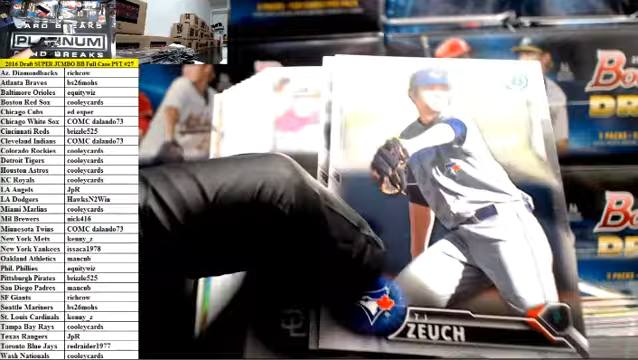 CARD BREAKS
PLATINUM
CARD BREAKS
2016 Draft SUPER JUMBO BB Full Case PYT #27
Az. Diamondbacks richcow
Atlanta Braves bs26mohs
Baltimore Orioles equitywiz
Boston Red Sox cooleycards
Chicago Cubs ed esper
Chicago White Sox COMC dalando73
Cincinnati Reds brizzle525
Cleveland Indians COMC dalando73
Colorado Rockies cooleycards
Detroit Tigers cooleycards
Houston Astros cooleycards
KC Royals cooleycards
LA Angels JpR
LA Dodgers HawksN2Win
Miami Marlins cooleycards
Mil Brewers nick416
Minnesota Twins COMC dalando73
New York Mets kenny_z
New York Yankees issaca1978
Oakland Athletics mancub
Phil. Phillies equitywiz
Pittsburgh Pirates brizzle525
San Diego Padres mancub
SF Giants richcow
Seattle Mariners bs26mohs
St. Louis Cardinals kenny_z
Tampa Bay Rays cooleycards
Texas Rangers JpR
Toronto Blue Jays redraider1977
Wash Nationals cooleycards
TJ
ZEUCH